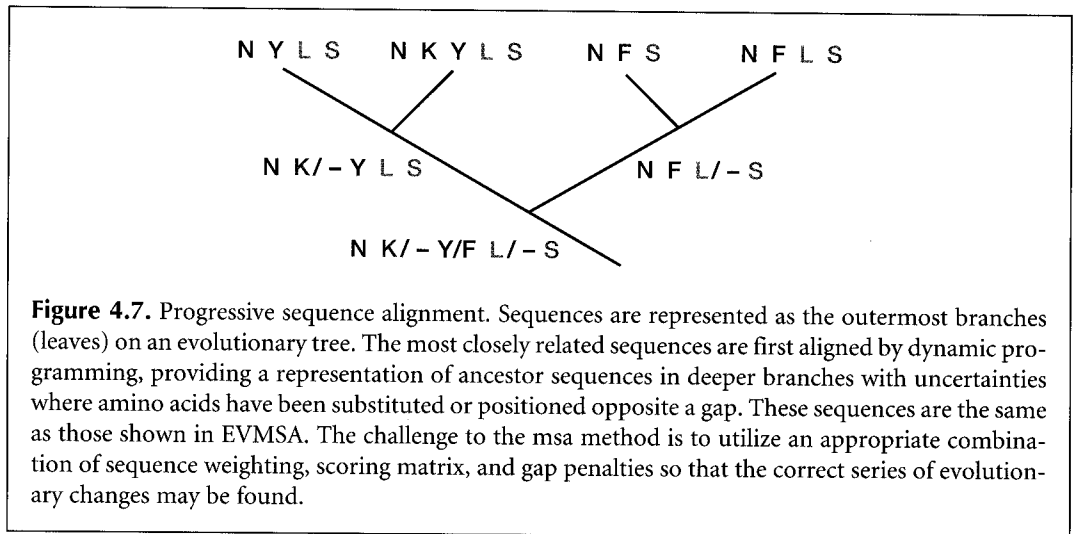 N Y L S N K Y L S N F S N F L S
N K/– Y L S N F L/– S
N K/– Y/F L/– S
Figure 4.7. Progressive sequence alignment. Sequences are represented as the outermost branches
(leaves) on an evolutionary tree. The most closely related sequences are first aligned by dynamic pro-
gramming, providing a representation of ancestor sequences in deeper branches with uncertainties
where amino acids have been substituted or positioned opposite a gap. These sequences are the same
as those shown in EVMSA. The challenge to the msa method is to utilize an appropriate combina-
tion of sequence weighting, scoring matrix, and gap penalties so that the correct series of evolution-
ary changes may be found.